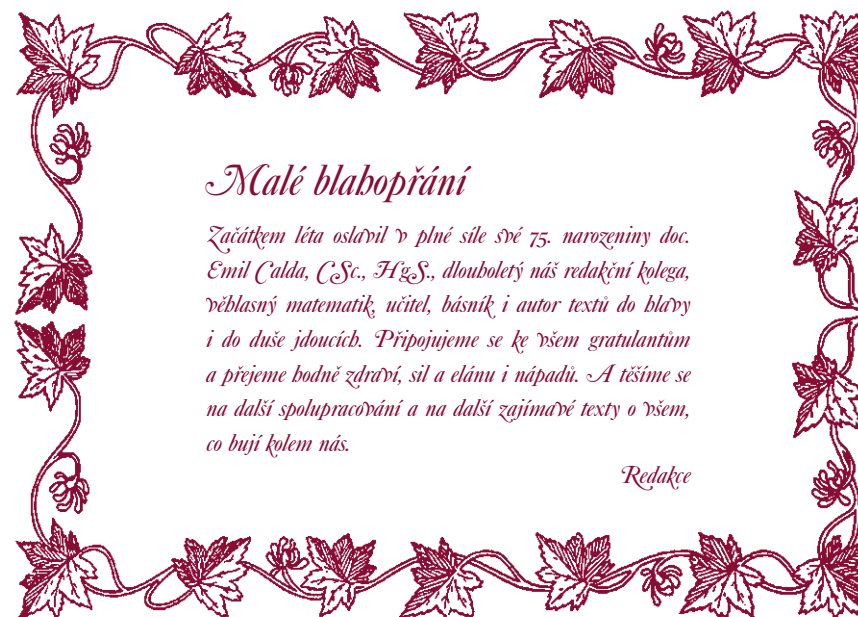 Malé blahopřání
Začátkem léta oslavil v plné síle své 75. narozeniny doc.
Emil Calda, CSc., HgS., dlouholetý náš redakční kolega,
věhlasný matematik, učitel, básník i autor textů do hlavy
i do duše jdoucích. Připojujeme se ke všem gratulantům
a přejeme hodně zdraví, sil a elánu i nápadů. A těšíme se
na další spolupracování a na další zajímavé texty o všem,
co bují kolem nás.
Redakce